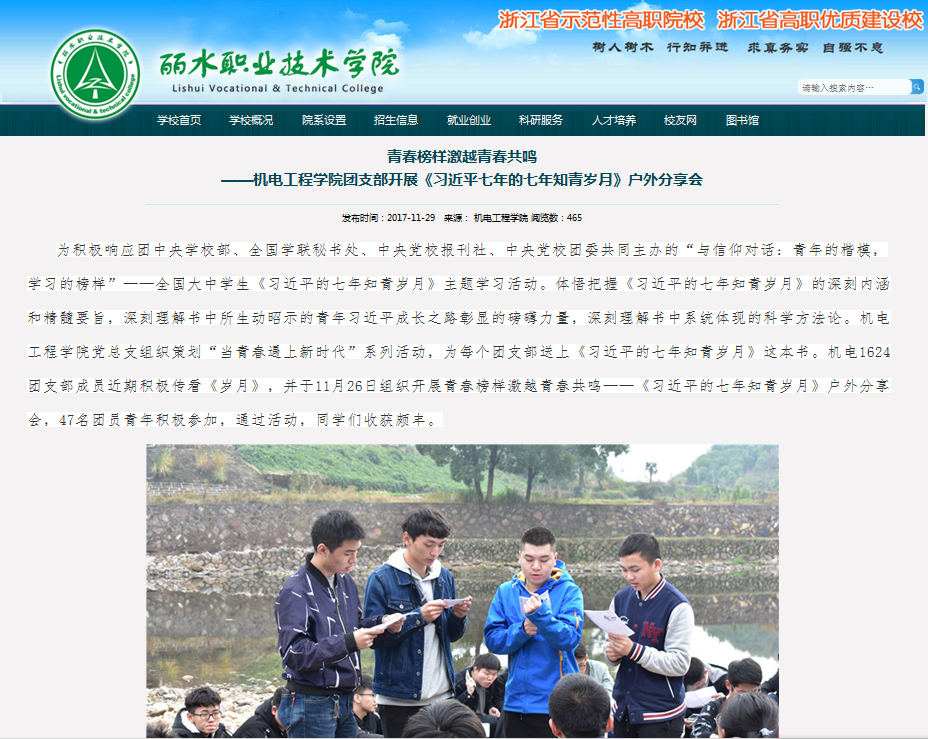 浙江省示范性高职院校 浙江省高职优质建设校
树人树木 行知并进 求真务实 自强不息
丽水职业技术学院
Lishui Vocational & Technical College
丽水职业技术学院
Lishui vocational & technical college
请输入搜索内容…
学校首页 学校概况 院系设置 招生信息 就业创业 科研服务 人才培养 校友网 图书馆
青春榜样激越青春共鸣
——机电工程学院团支部开展《习近平七年的七年知青岁月》户外分享会
发布时间：2017-11-29 来源： 机电工程学院 阅览数：465
为积极响应团中央学校部、全国学联秘书处、中央党校报刊社、中央党校团委共同主办的“与信仰对话：青年的楷模，
学习的榜样”——全国大中学生《习近平的七年知青岁月》主题学习活动。体悟把握《习近平的七年知青岁月》的深刻内涵
和精髓要旨，深刻理解书中所生动昭示的青年习近平成长之路彰显的磅礴力量，深刻理解书中系统体现的科学方法论。机电
工程学院党总支组织策划“当青春遇上新时代”系列活动，为每个团支部送上《习近平的七年知青岁月》这本书。机电1624
团支部成员近期积极传看《岁月》，并于11月26日组织开展青春榜样激越青春共鸣——《习近平的七年知青岁月》户外分享
会，47名团员青年积极参加，通过活动，同学们收获颇丰。